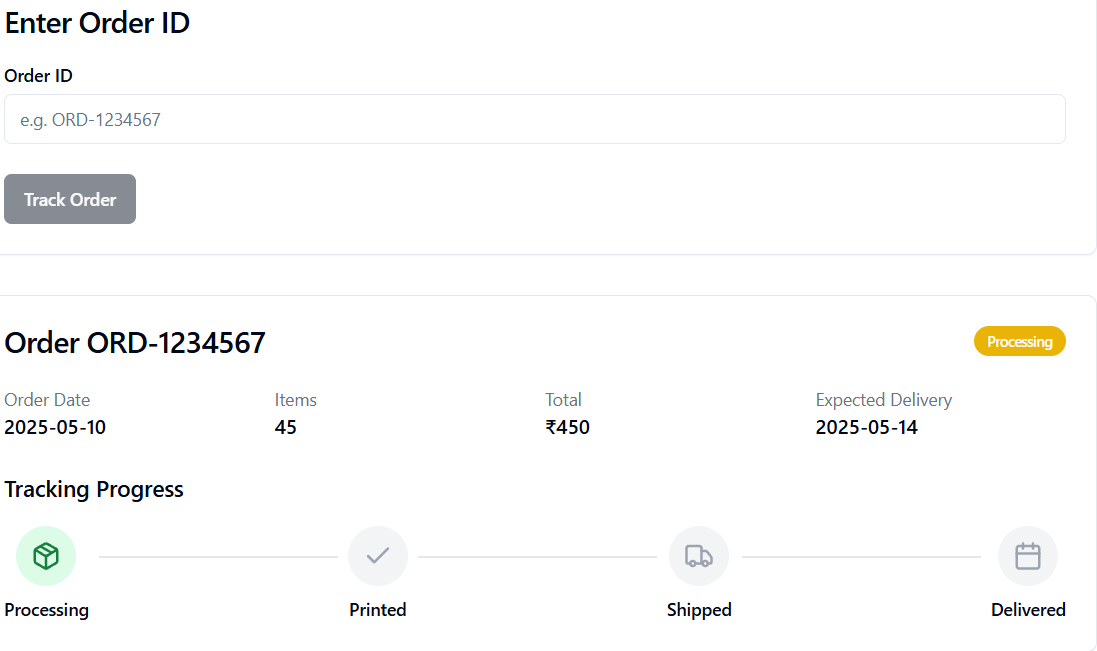 Enter Order ID
Order ID
e.g. ORD-1234567
Track Order
Order ORD-1234567
Processing
Order Date
Items
Total
Expected Delivery
2025-05-10
45
₹450
2025-05-14
Tracking Progress
Processing
Printed
Shipped
Delivered